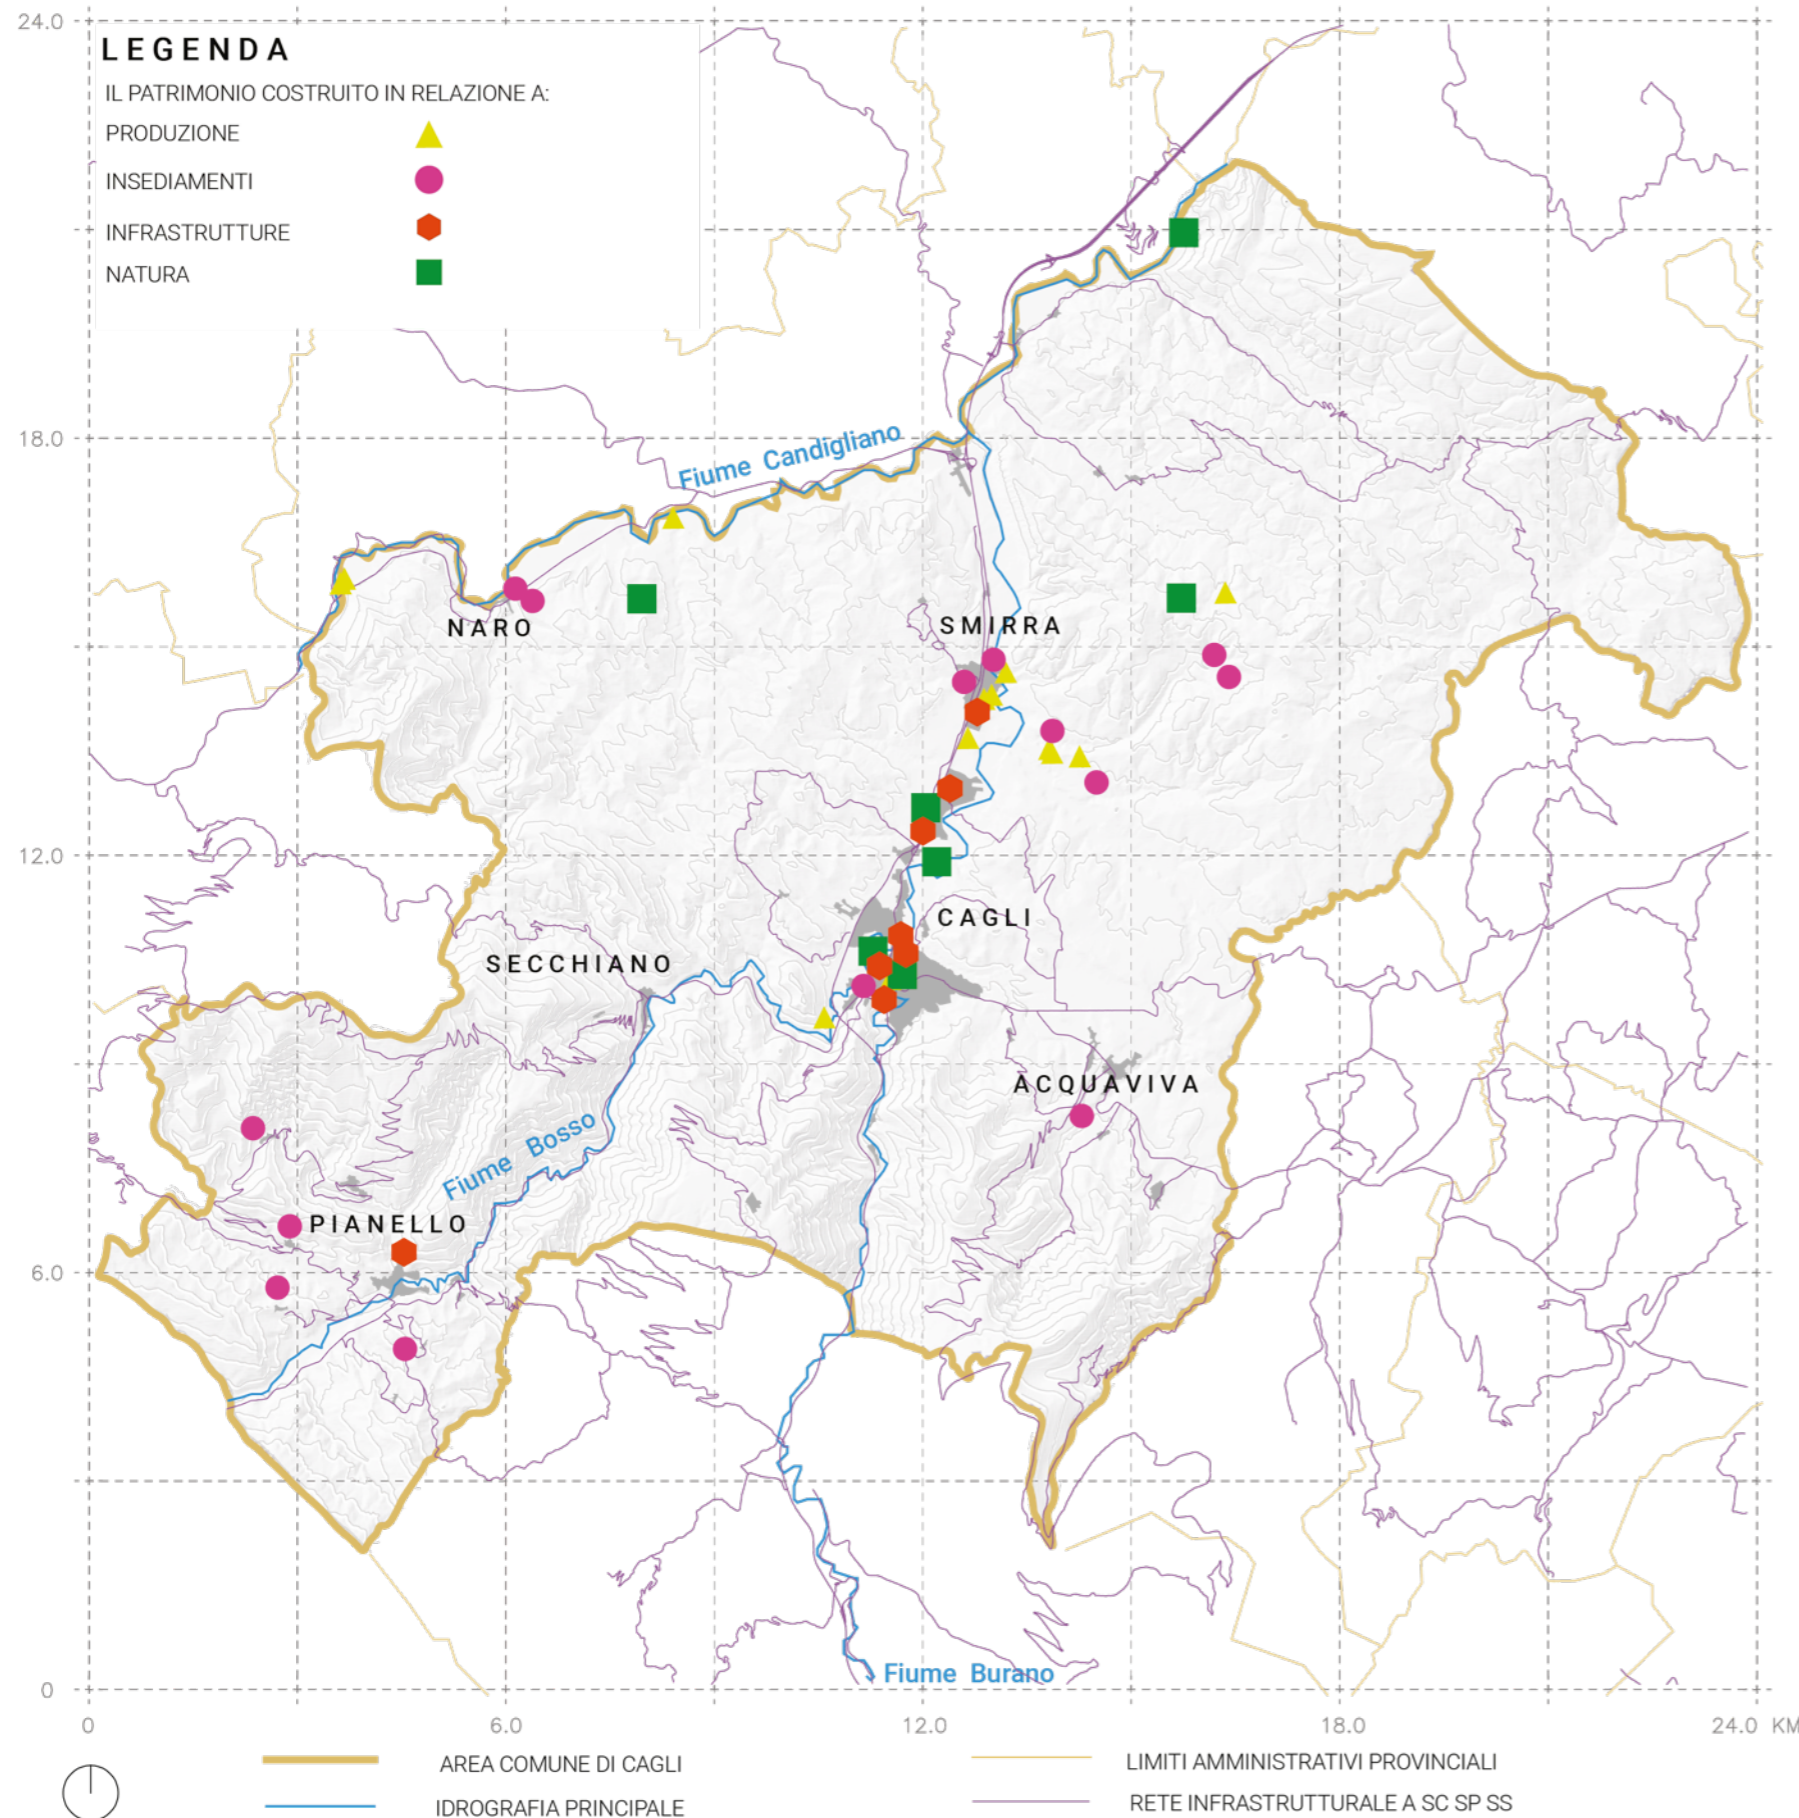 24.0
LEGENDA
IL PATRIMONIO COSTRUITO IN RELAZIONE A:
PRODUZIONE
INSEDIAMENTI
INFRASTRUTTURE
NATURA
18.0
Fiume Candigliano
NARO
SMIRRA
12.0
CAGLI
SECCHIANO
ACQUAVIVA
Fiume Bosso
PIANELLO
6.0
Fiume Burano
0
0 6.0 12.0 18.0 24.0 KM
AREA COMUNE DI CAGLI
LIMITI AMMINISTRATIVI PROVINCIALI
IDROGRAFIA PRINCIPALE
RETE INFRASTRUTTURALE A SC SP SS